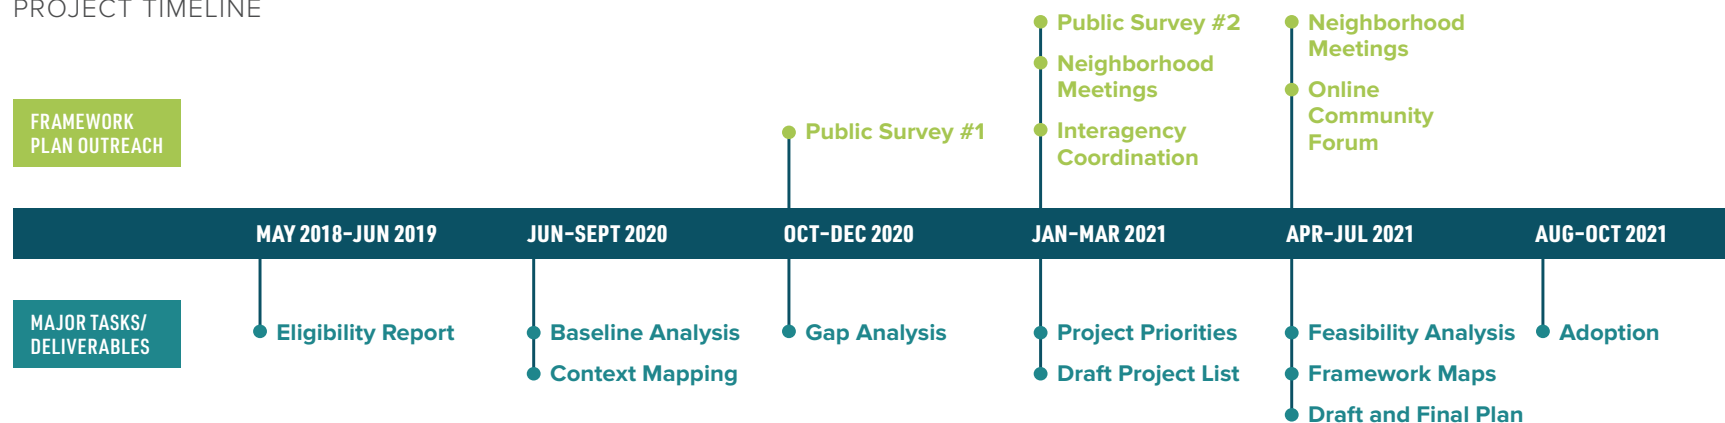 PROJECT TIMELINE
Public Survey #2
Neighborhood
Meetings
Interagency
Coordination
Neighborhood
Meetings
Online
Community
Forum
FRAMEWORK
PLAN OUTREACH
Public Survey #1
MAY 2018–JUN 2019
JUN–SEPT 2020
OCT–DEC 2020
JAN–MAR 2021
APR–JUL 2021
AUG–OCT 2021
MAJOR TASKS/
DELIVERABLES
Eligibility Report
Baseline Analysis
Context Mapping
Gap Analysis
Project Priorities
Draft Project List
Feasibility Analysis
Framework Maps
Draft and Final Plan
Adoption